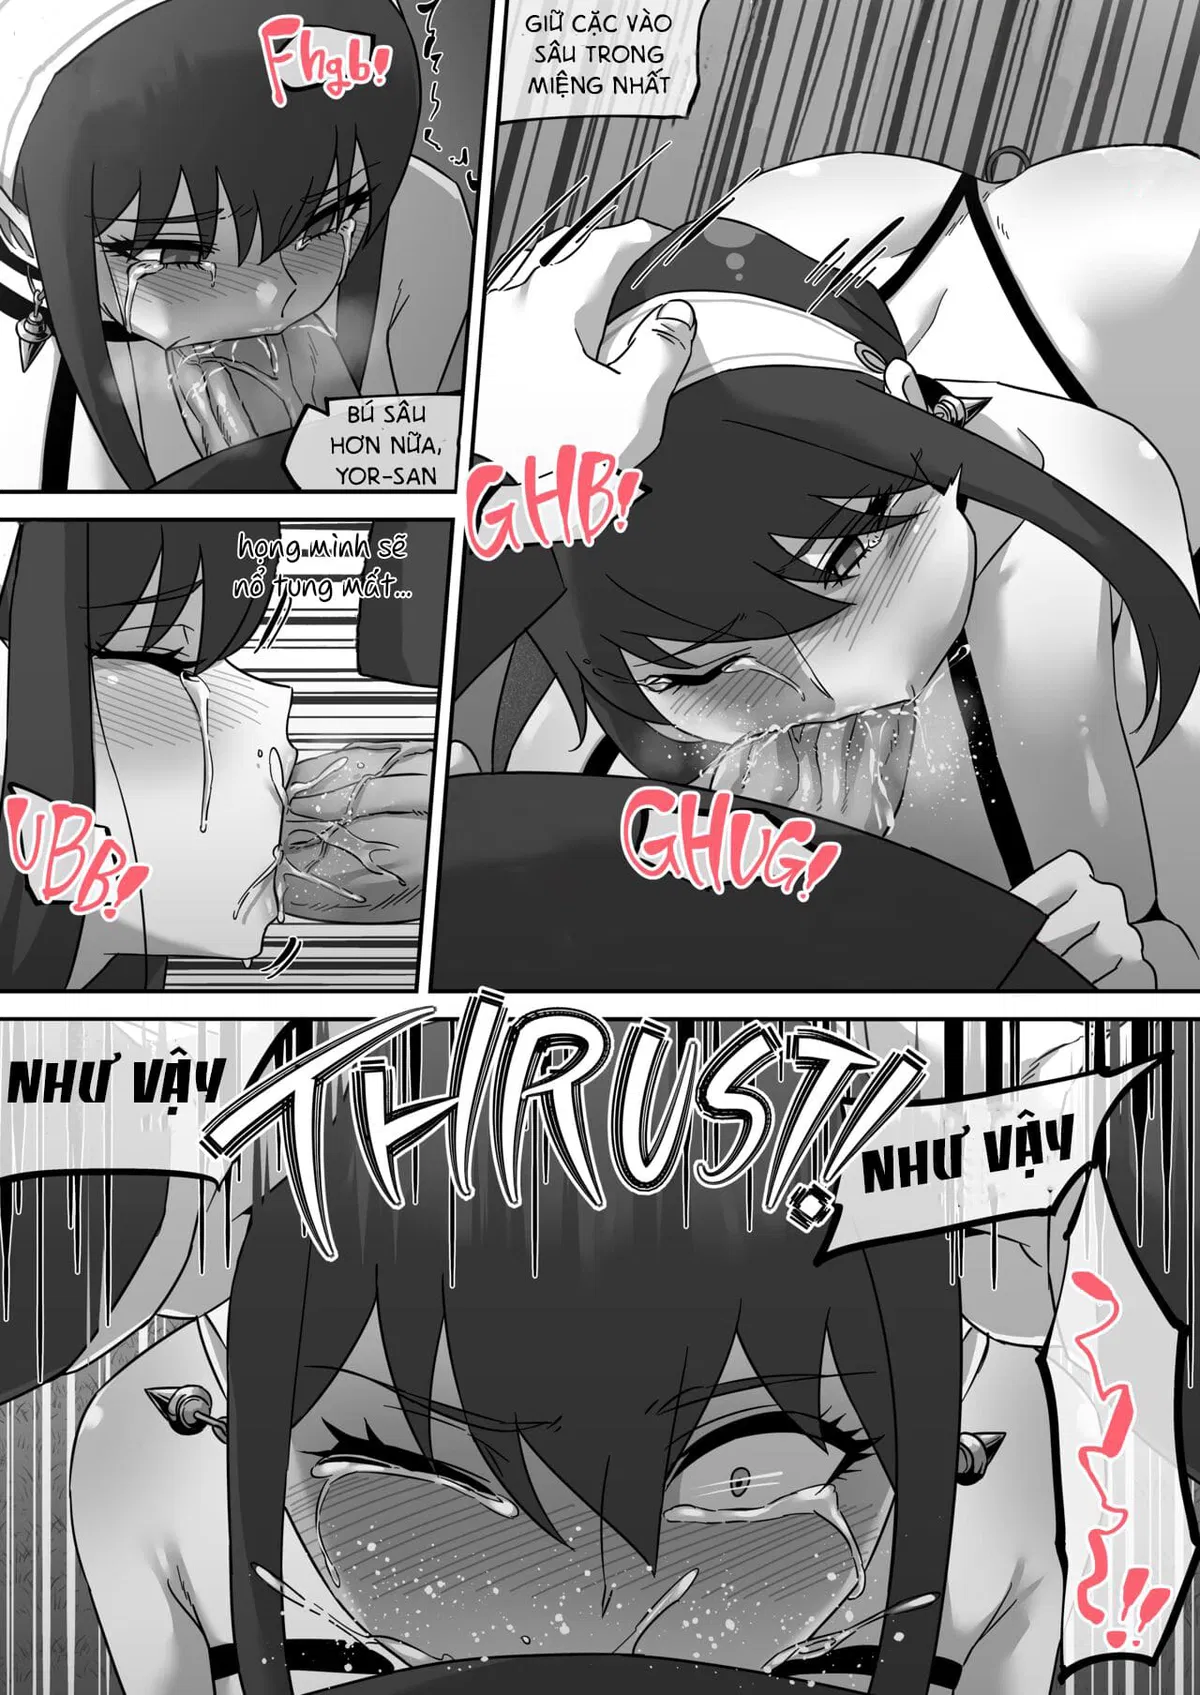 Fhgb!
GIỮ CẶC VÀO
SÂU TRONG
MIỆNG NHẤT
BÚ SÂU
HƠN NỮA,
YOR-SAN
GHB!
họng mình sẽ
nổ tung mất...
UBB!
GHUG!
NHƯ VẬY
THRUST!
NHƯ VẬY